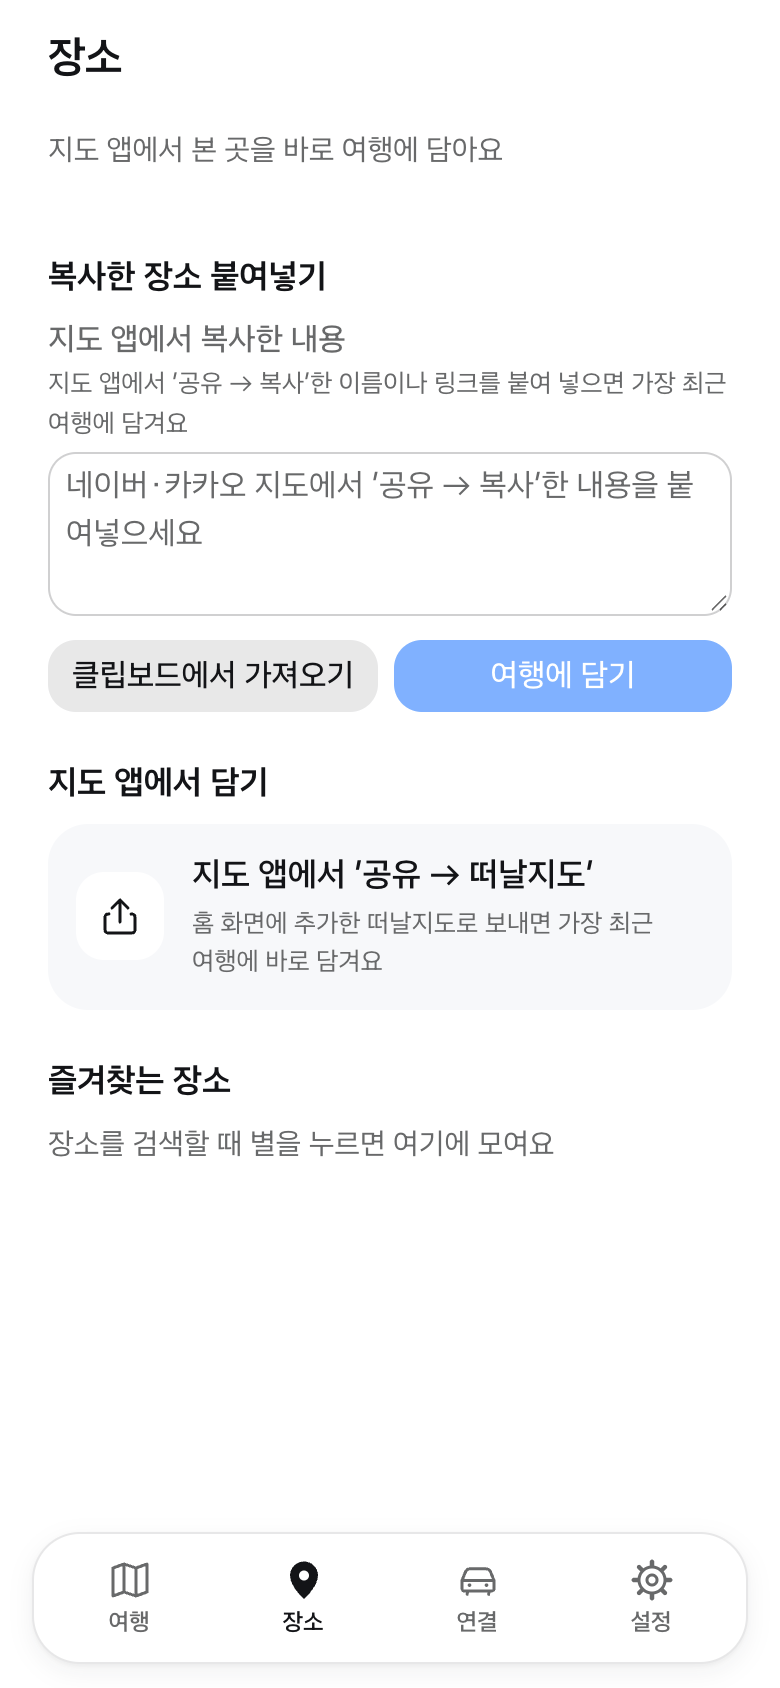 장소
지도 앱에서 본 곳을 바로 여행에 담아요
복사한 장소 붙여넣기
지도 앱에서 복사한 내용
지도 앱에서 '공유 → 복사'한 이름이나 링크를 붙여 넣으면 가장 최근
여행에 담겨요
네이버·카카오 지도에서 '공유 → 복사'한 내용을 붙
여넣으세요
클립보드에서 가져오기
여행에 담기
지도 앱에서 담기
지도 앱에서 '공유 → 떠날지도'
홈 화면에 추가한 떠날지도로 보내면 가장 최근
여행에 바로 담겨요
즐겨찾는 장소
장소를 검색할 때 별을 누르면 여기에 모여요
여행
장소
연결
설정